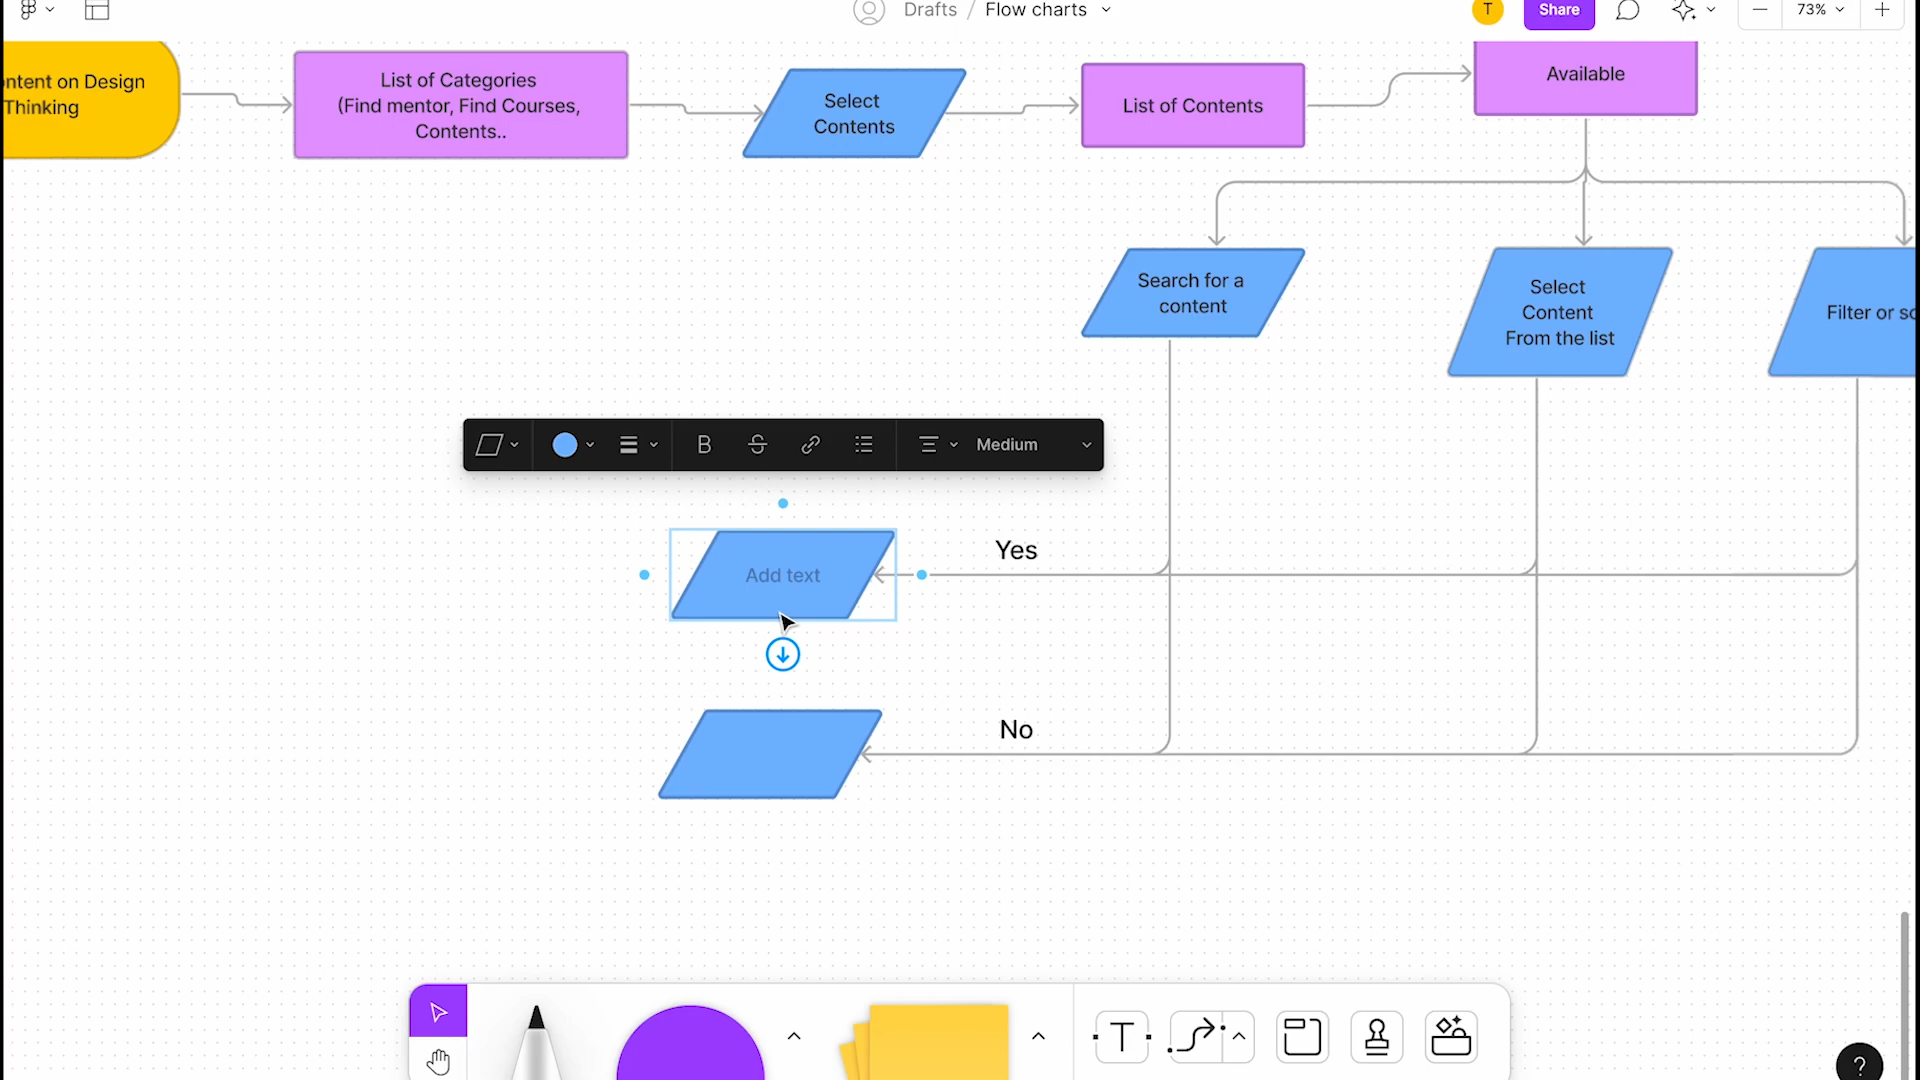 Drafts / Flow charts
T
Share
73%
ntent on Design
Thinking
List of Categories
(Find mentor, Find Courses,
Contents..
Select
Contents
List of Contents
Available
Search for a
content
Select
Content
From the list
Filter or so
Medium
Add text
Yes
No
T
?